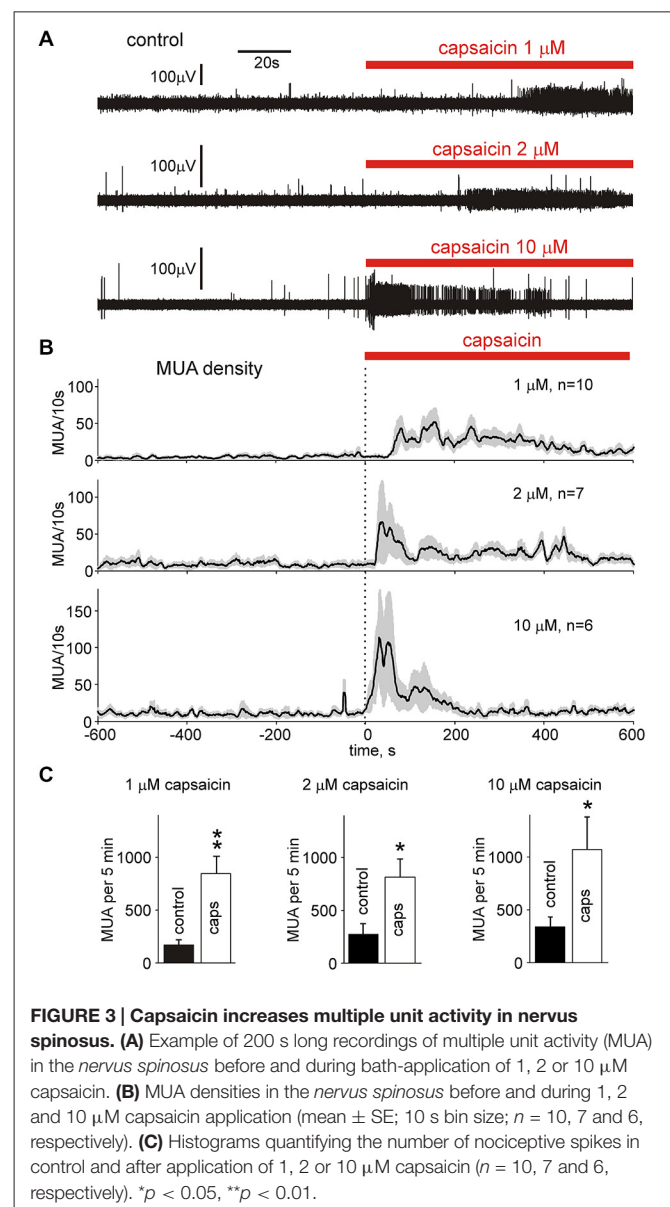 A
control
20s
100μV
capsaicin 1 μM
100μV
capsaicin 2 μM
100μV
capsaicin 10 μM
B
MUA density
capsaicin
MUA/10s
100
50
0
1 μM, n=10
MUA/10s
100
50
0
2 μM, n=7
MUA/10s
150
100
50
0
10 μM, n=6
-600 -400 -200 0 200 400 600
time, s
C
1 μM capsaicin
MUA per 5 min
1000
500
0
control
caps
**
2 μM capsaicin
MUA per 5 min
1000
500
0
control
caps
*
10 μM capsaicin
MUA per 5 min
1000
500
0
control
caps
*
FIGURE 3 | Capsaicin increases multiple unit activity in nervus
spinosus. (A) Example of 200 s long recordings of multiple unit activity (MUA)
in the nervus spinosus before and during bath-application of 1, 2 or 10 μM
capsaicin. (B) MUA densities in the nervus spinosus before and during 1, 2
and 10 μM capsaicin application (mean ± SE; 10 s bin size; n = 10, 7 and 6,
respectively). (C) Histograms quantifying the number of nociceptive spikes in
control and after application of 1, 2 or 10 μM capsaicin (n = 10, 7 and 6,
respectively). *p < 0.05, **p < 0.01.